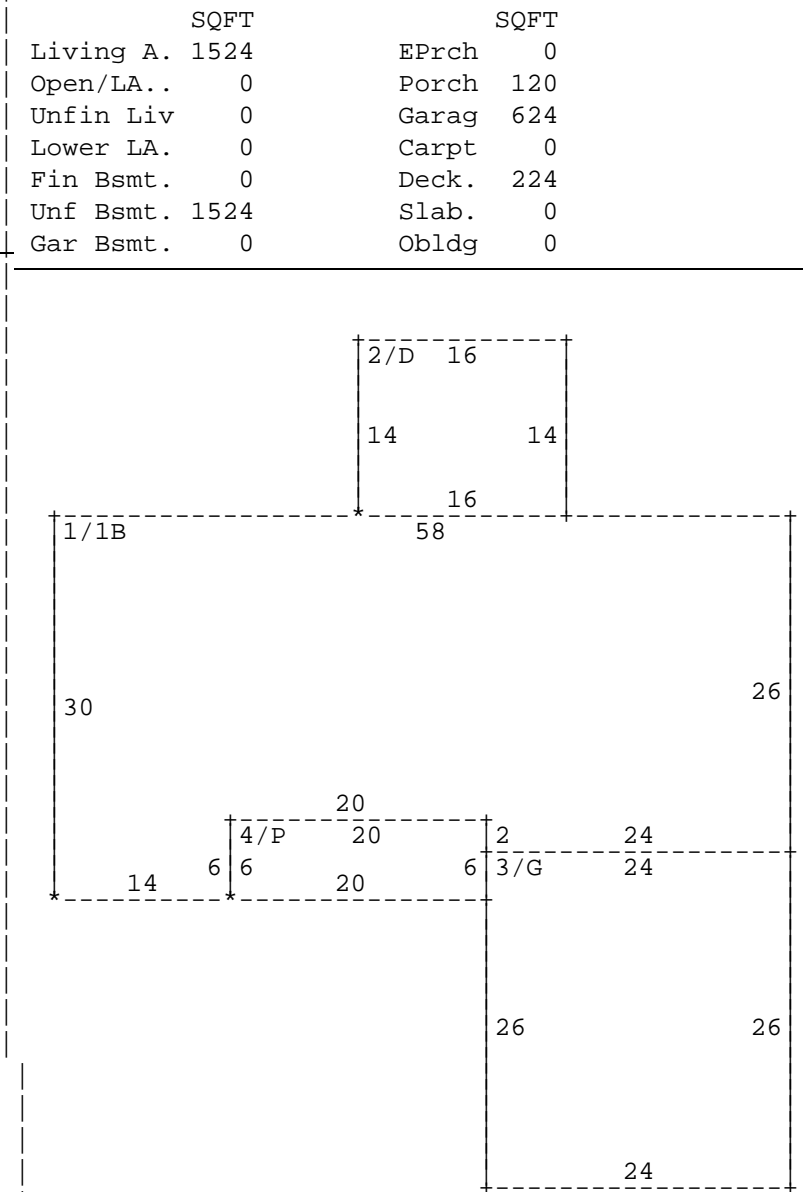 SQFT SQFT
Living A. 1524 EPrch 0
Open/LA.. 0 Porch 120
Unfin Liv 0 Garag 624
Lower LA. 0 Carpt 0
Fin Bsmt. 0 Deck. 224
Unf Bsmt. 1524 Slab. 0
Gar Bsmt. 0 Obldg 0
2/D 16
14 14
16
1/1B 58
26
30
20
4/P 20 2 24
6 6 6 3/G 24
14 20
26 26
24